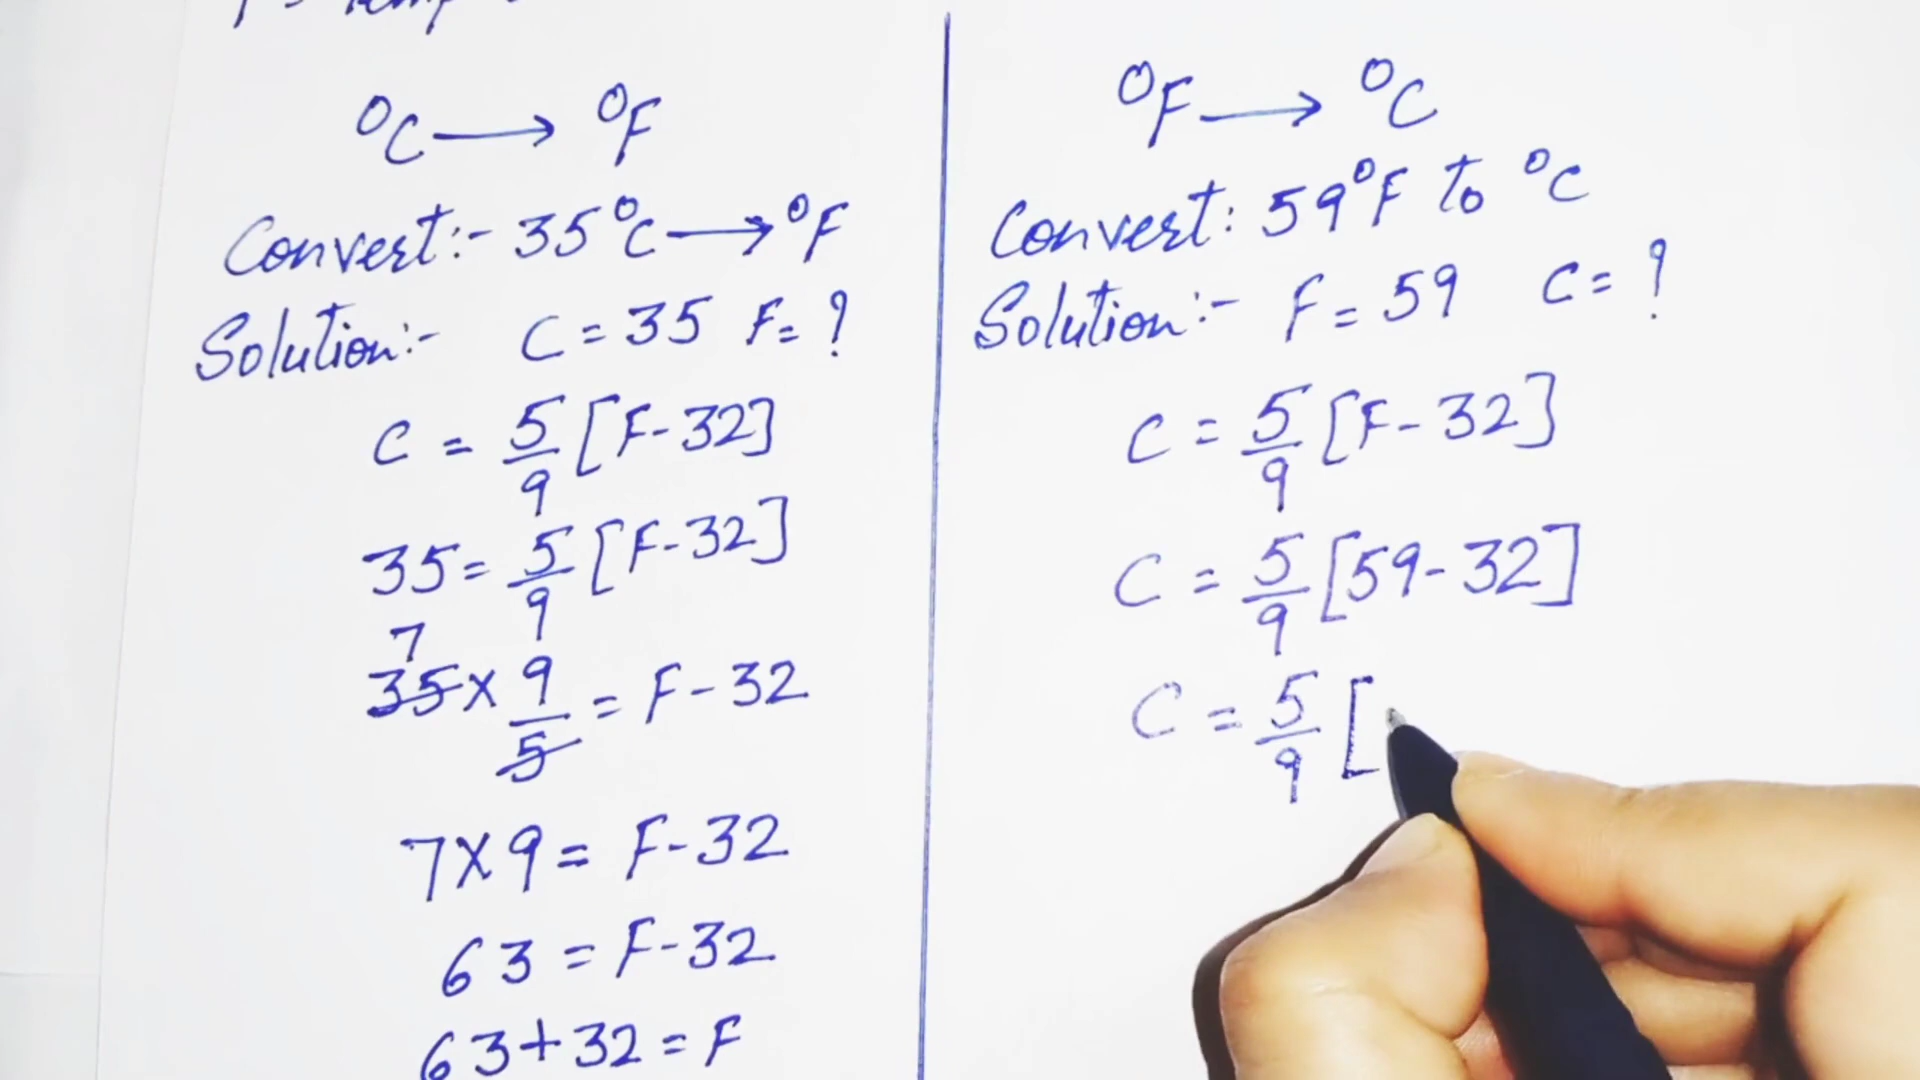 °C → °F
Convert:- 35°C → °F
Solution:- C = 35 F = ?
C = 5/9 [F-32]
35 = 5/9 [F-32]
7
35 x 9/5 = F - 32
7 x 9 = F - 32
63 = F - 32
63 + 32 = F
°F → °C
Convert: 59°F to °C
Solution:- F = 59 C = ?
C = 5/9 [F - 32]
C = 5/9 [59 - 32]
C = 5/9 [